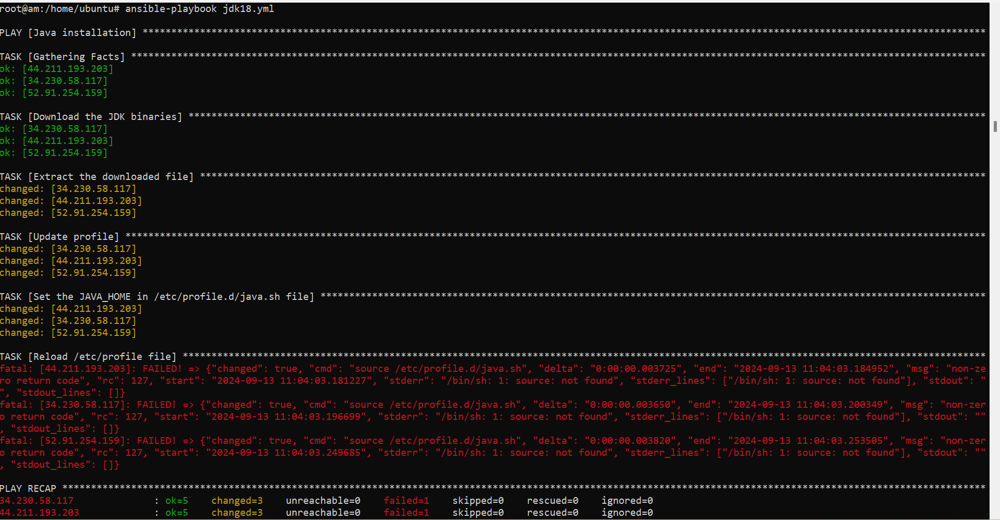 root@am:/home/ubuntu# ansible-playbook jdk18.yml
PLAY [Java installation] ***************************************************************************************************************************************************
TASK [Gathering Facts] *****************************************************************************************************************************************************
ok: [44.211.193.203]
ok: [34.230.58.117]
ok: [52.91.254.159]
TASK [Download the JDK binaries] *******************************************************************************************************************************************
ok: [34.230.58.117]
ok: [44.211.193.203]
ok: [52.91.254.159]
TASK [Extract the downloaded file] *****************************************************************************************************************************************
changed: [34.230.58.117]
changed: [44.211.193.203]
changed: [52.91.254.159]
TASK [Update profile] ******************************************************************************************************************************************************
changed: [34.230.58.117]
changed: [44.211.193.203]
changed: [52.91.254.159]
TASK [Set the JAVA_HOME in /etc/profile.d/java.sh file] ********************************************************************************************************************
changed: [44.211.193.203]
changed: [34.230.58.117]
changed: [52.91.254.159]
TASK [Reload /etc/profile file] ********************************************************************************************************************************************
fatal: [44.211.193.203]: FAILED! => {"changed": true, "cmd": "source /etc/profile.d/java.sh", "delta": "0:00:00.003725", "end": "2024-09-13 11:04:03.184952", "msg": "non-ze
ro return code", "rc": 127, "start": "2024-09-13 11:04:03.181227", "stderr": "/bin/sh: 1: source: not found", "stderr_lines": ["/bin/sh: 1: source: not found"], "stdout": "
", "stdout_lines": []}
fatal: [34.230.58.117]: FAILED! => {"changed": true, "cmd": "source /etc/profile.d/java.sh", "delta": "0:00:00.003650", "end": "2024-09-13 11:04:03.200349", "msg": "non-zer
o return code", "rc": 127, "start": "2024-09-13 11:04:03.196699", "stderr": "/bin/sh: 1: source: not found", "stderr_lines": ["/bin/sh: 1: source: not found"], "stdout": ""
, "stdout_lines": []}
fatal: [52.91.254.159]: FAILED! => {"changed": true, "cmd": "source /etc/profile.d/java.sh", "delta": "0:00:00.003820", "end": "2024-09-13 11:04:03.253505", "msg": "non-zer
o return code", "rc": 127, "start": "2024-09-13 11:04:03.249685", "stderr": "/bin/sh: 1: source: not found", "stderr_lines": ["/bin/sh: 1: source: not found"], "stdout": ""
, "stdout_lines": []}
PLAY RECAP *****************************************************************************************************************************************************************
34.230.58.117 : ok=5 changed=3 unreachable=0 failed=1 skipped=0 rescued=0 ignored=0
44.211.193.203 : ok=5 changed=3 unreachable=0 failed=1 skipped=0 rescued=0 ignored=0